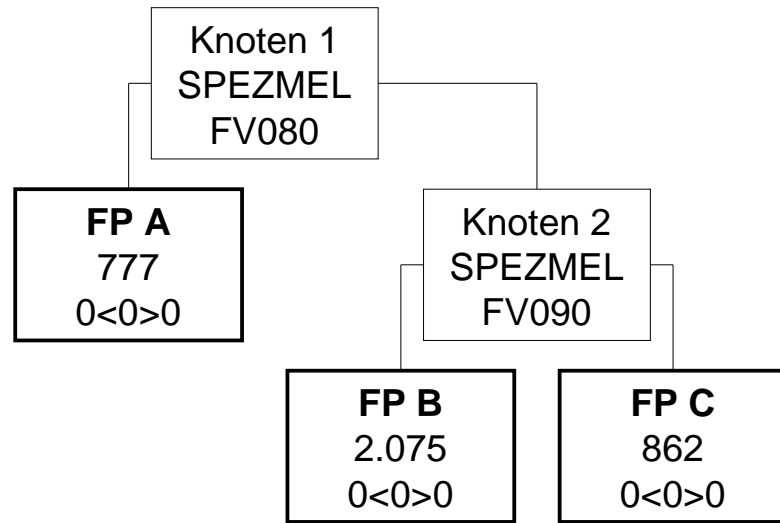 Knoten 1
SPEZMEL
FV080
FP A
777
0<0>0
Knoten 2
SPEZMEL
FV090
FP B
2.075
0<0>0
FP C
862
0<0>0